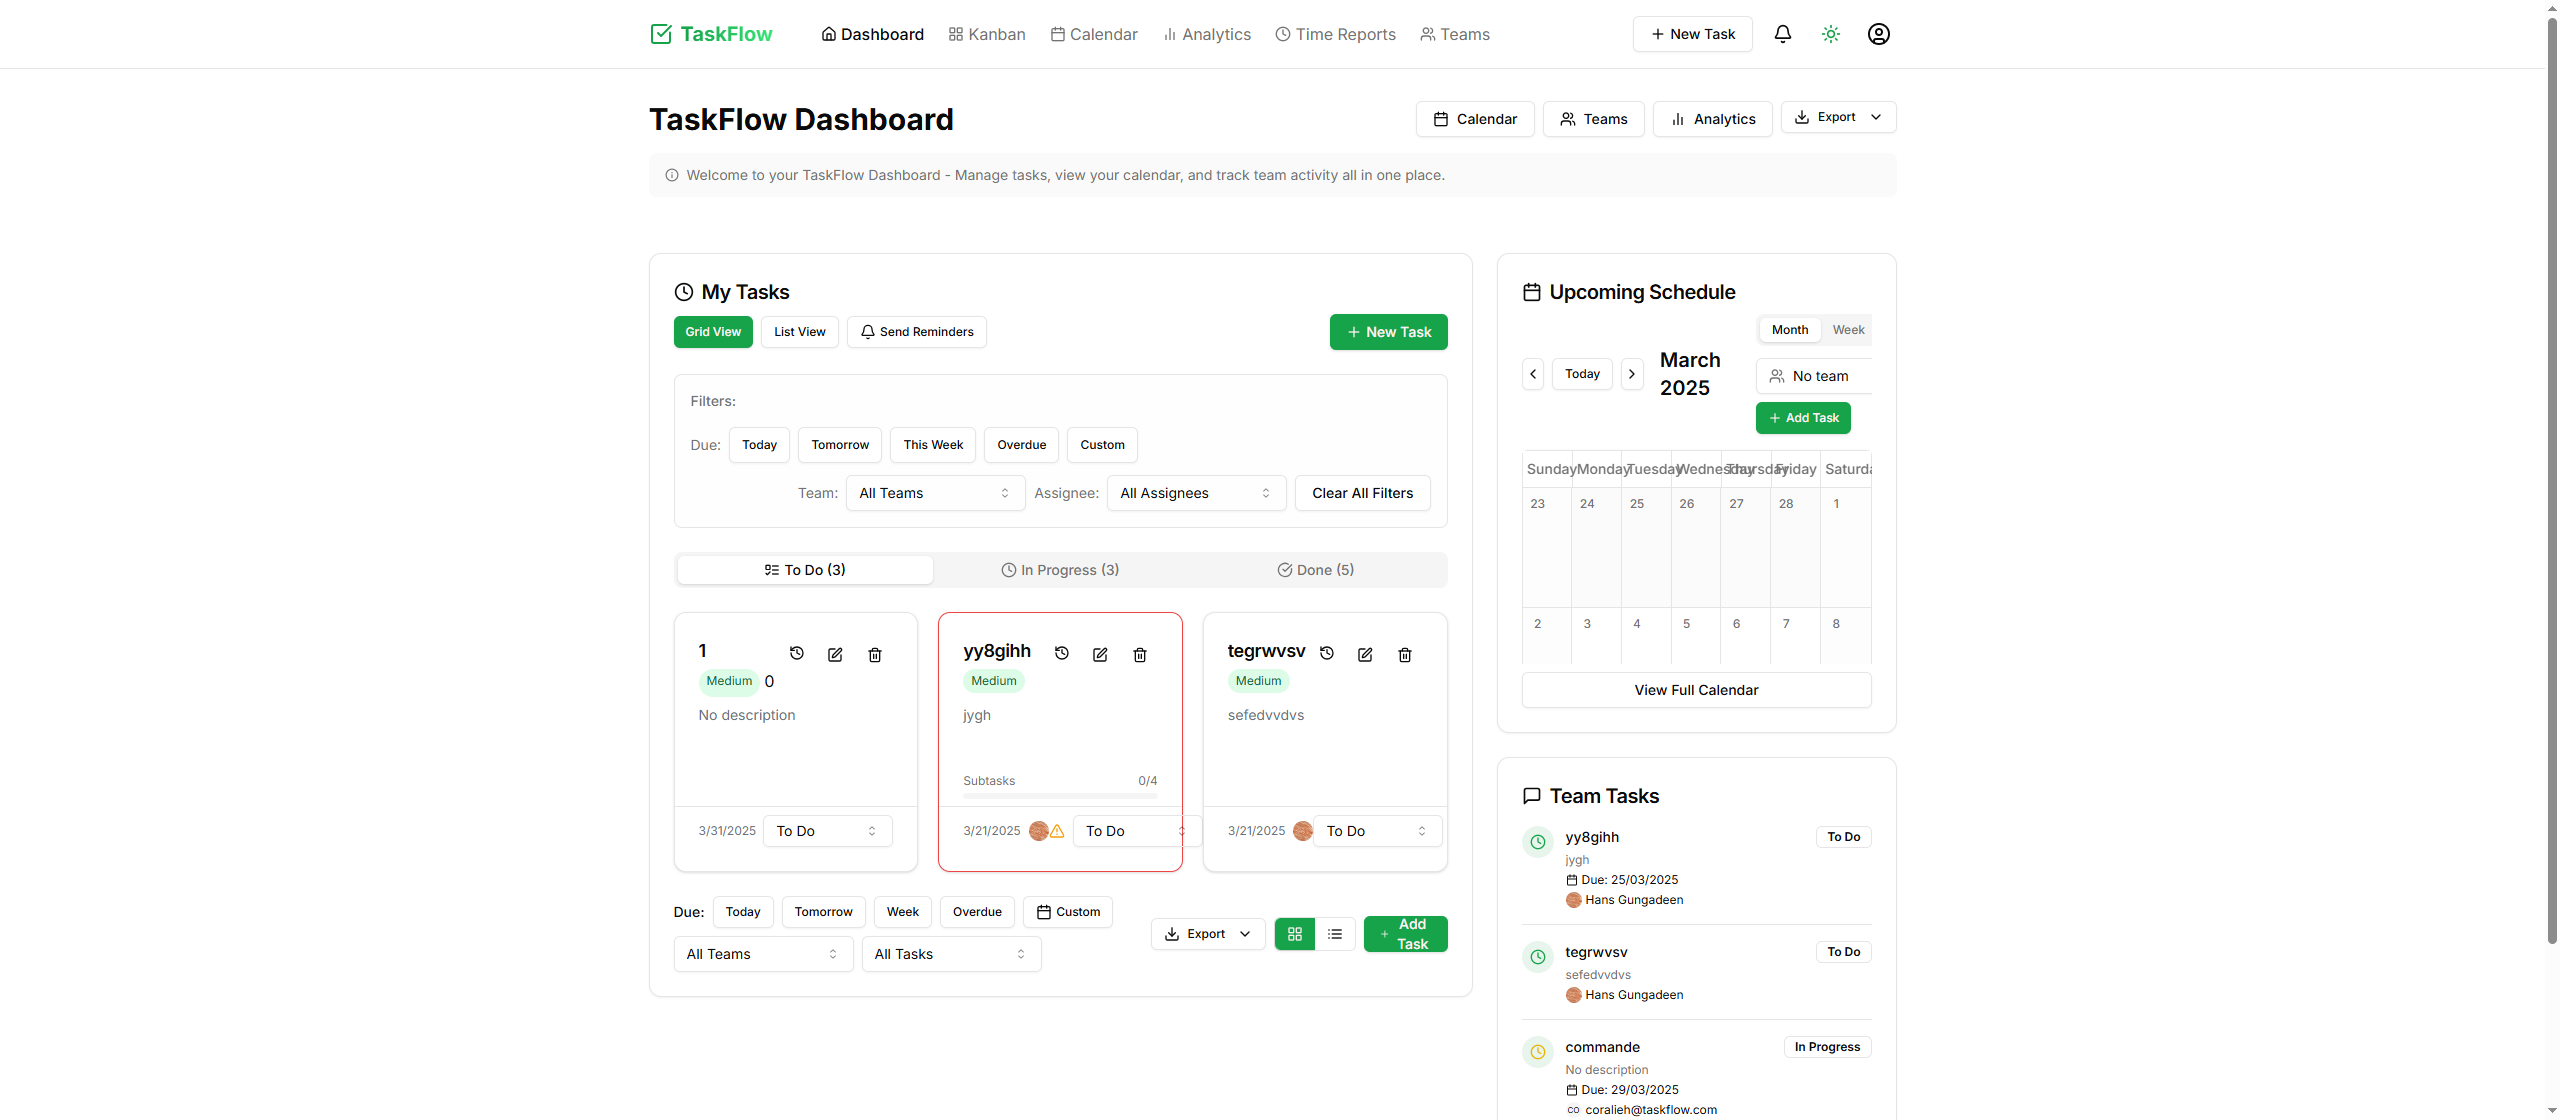 TaskFlow
Dashboard
Kanban
Calendar
Analytics
Time Reports
Teams
New Task
TaskFlow Dashboard
Calendar
Teams
Analytics
Export
Welcome to your TaskFlow Dashboard - Manage tasks, view your calendar, and track team activity all in one place.
My Tasks
Grid View
List View
Send Reminders
New Task
Filters:
Due:
Today
Tomorrow
This Week
Overdue
Custom
Team:
All Teams
Assignee:
All Assignees
Clear All Filters
To Do (3)
In Progress (3)
Done (5)
1
Medium
0
No description
3/31/2025
To Do
yy8gihh
Medium
jygh
Subtasks
0/4
3/21/2025
To Do
tegrwvsv
Medium
sefedvvdvs
3/21/2025
To Do
Due:
Today
Tomorrow
Week
Overdue
Custom
All Teams
All Tasks
Export
Add
Task
Upcoming Schedule
Month
Week
Today
March
2025
No team
Add Task
Sunday
Monday
Tuesday
Wednesday
Thursday
Friday
Saturda
23
24
25
26
27
28
1
2
3
4
5
6
7
8
View Full Calendar
Team Tasks
yy8gihh
To Do
jygh
Due: 25/03/2025
Hans Gungadeen
tegrwvsv
To Do
sefedvvdvs
Hans Gungadeen
commande
In Progress
No description
Due: 29/03/2025
CO
coralieh@taskflow.com